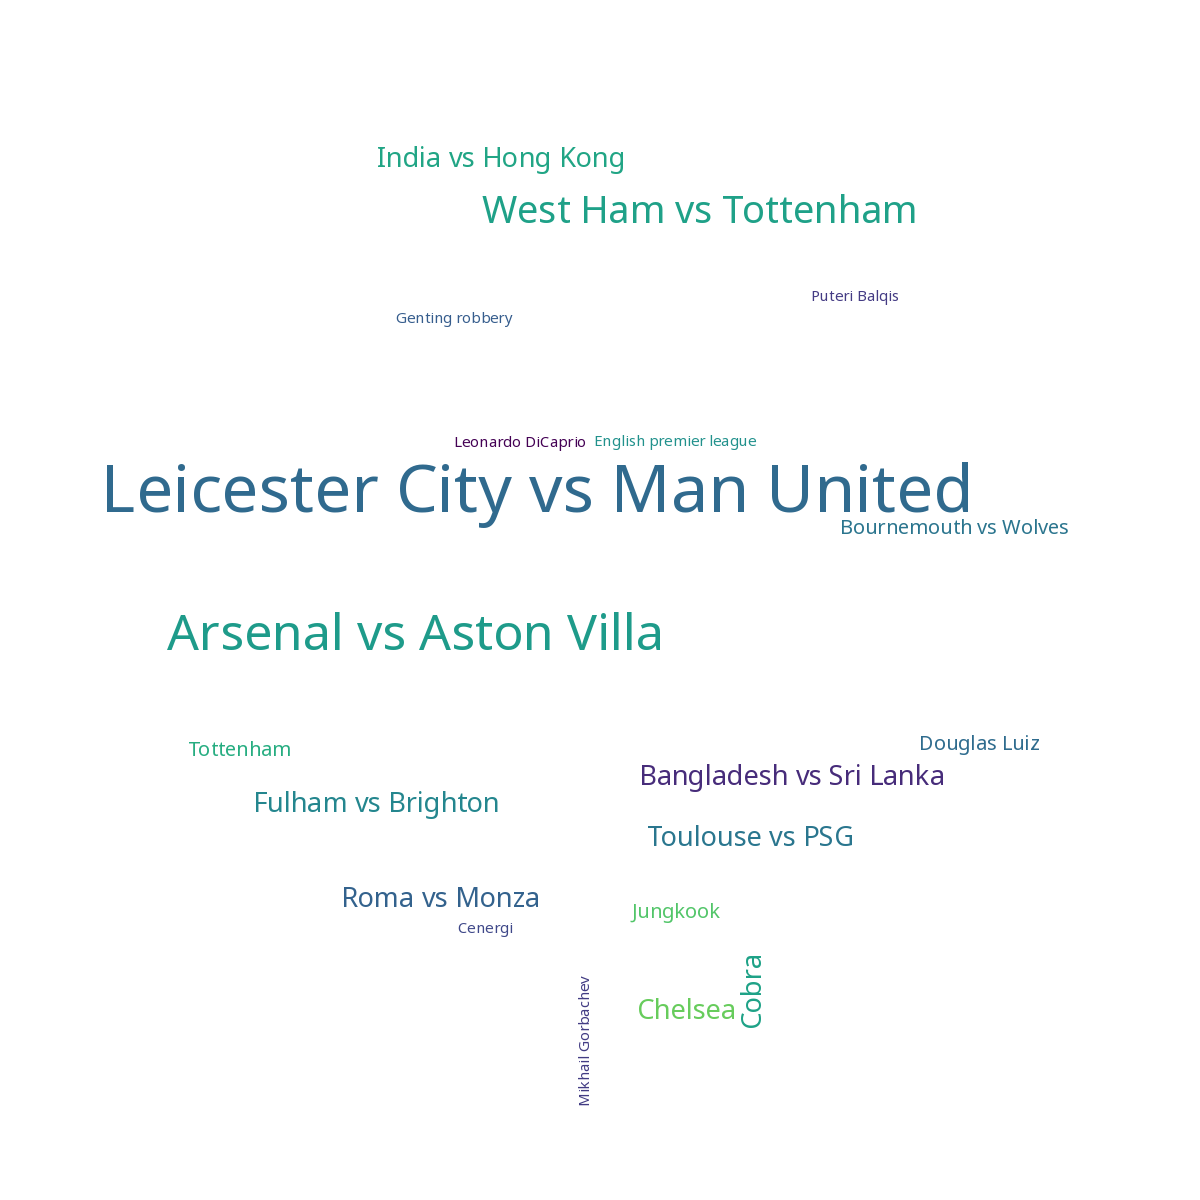 India vs Hong Kong
West Ham vs Tottenham
Puteri Balqis
Genting robbery
Leonardo DiCaprio
English premier league
Leicester City vs Man United
Bournemouth vs Wolves
Arsenal vs Aston Villa
Tottenham
Douglas Luiz
Bangladesh vs Sri Lanka
Fulham vs Brighton
Toulouse vs PSG
Roma vs Monza
Jungkook
Cenergi
Cobra
Chelsea
Mikhail Gorbachev